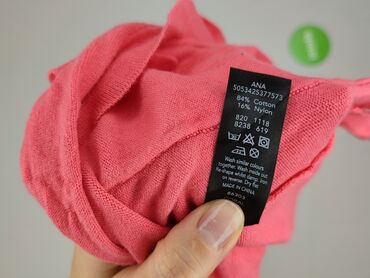 ANA
5053425377573
84% Cotton
16% Nylon
820 1118
8238 619
Wash similar colours
together. Wash inside out
Re-shape whilst damp. Iron
on reverse. Dry flat
MADE IN CHINA
66203